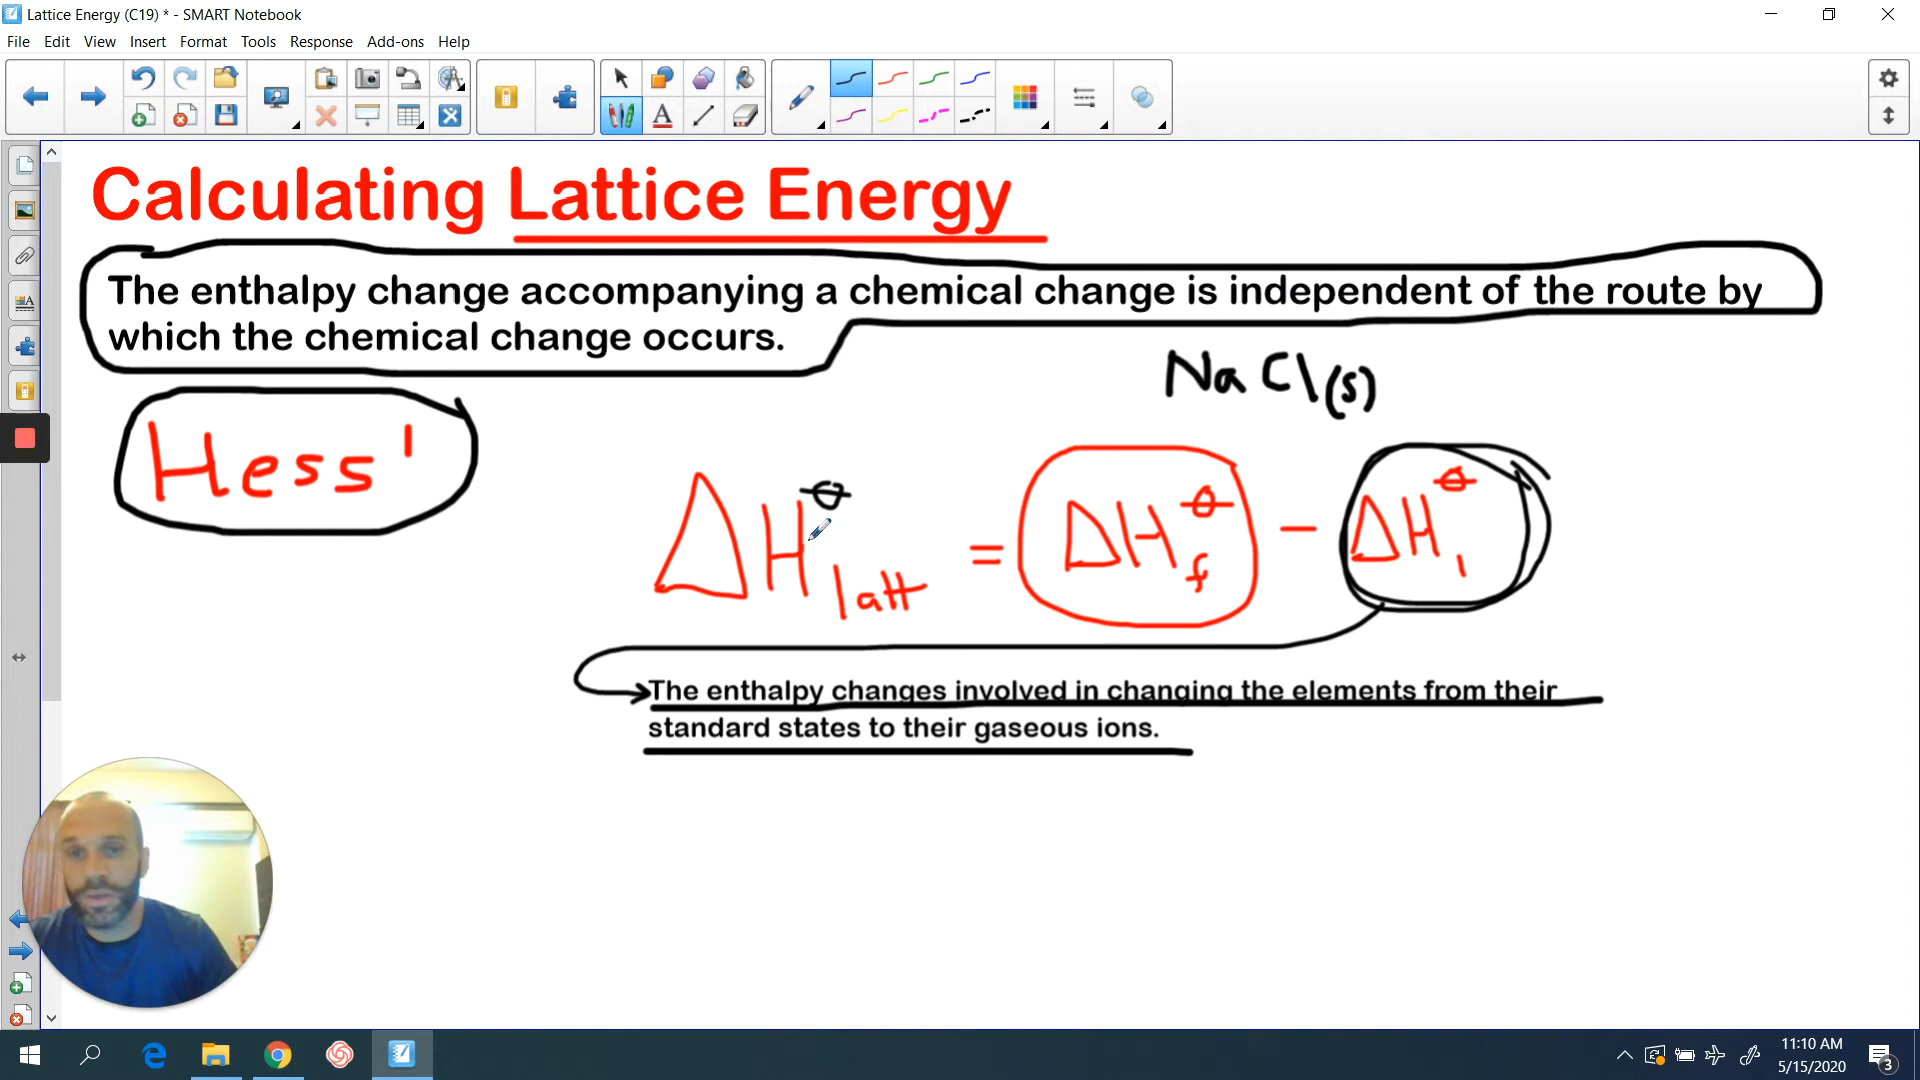 Lattice Energy (C19) * - SMART Notebook
File Edit View Insert Format Tools Response Add-ons Help
Calculating Lattice Energy
The enthalpy change accompanying a chemical change is independent of the route by
which the chemical change occurs.
NaCl(s)
Hess'
ΔH⦵latt = ΔH⦵f - ΔH⦵1
The enthalpy changes involved in changing the elements from their
standard states to their gaseous ions.
11:10 AM
5/15/2020
3